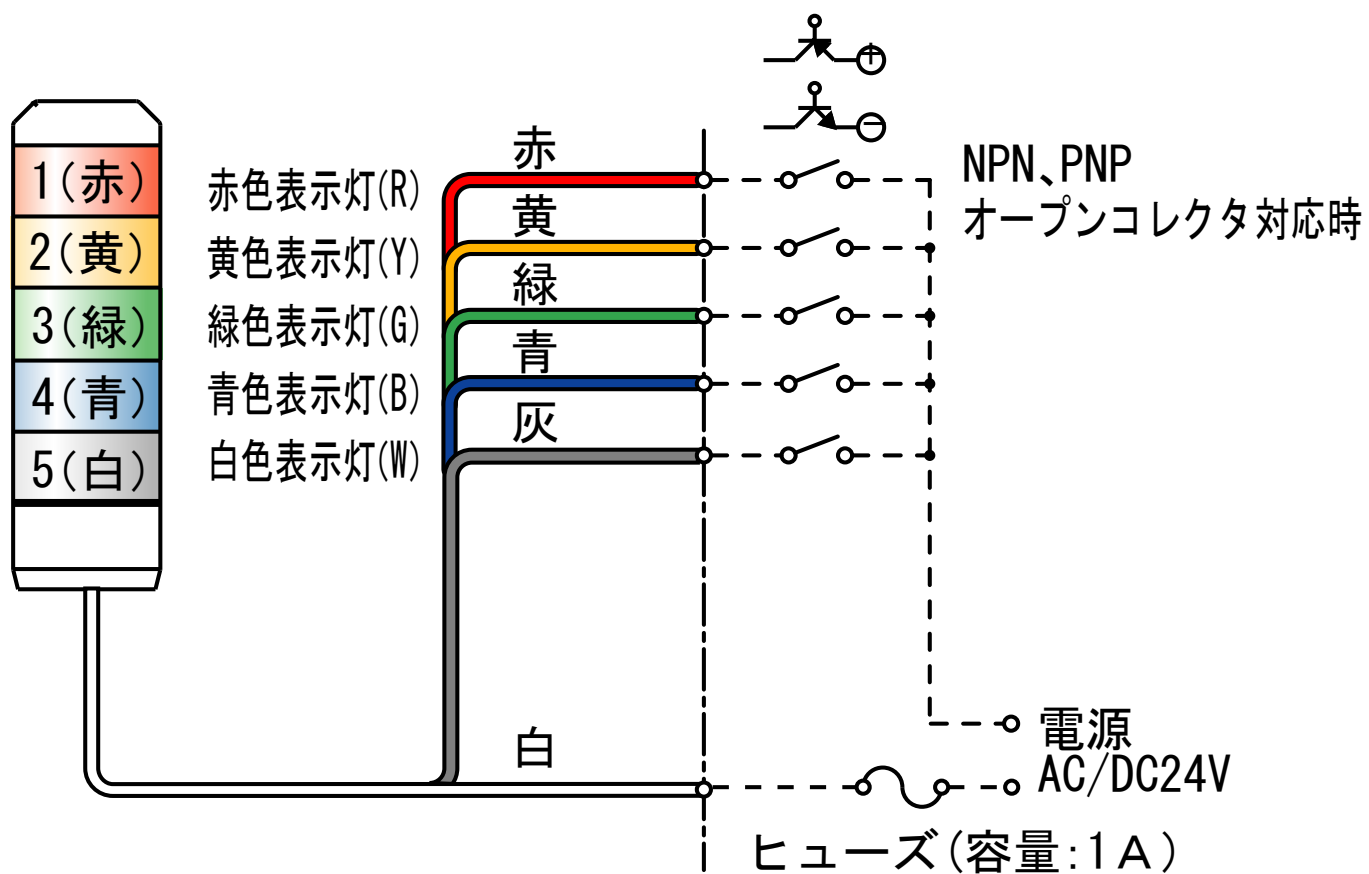 1(赤)
2(黄)
3(緑)
4(青)
5(白)
赤色表示灯(R)
黄色表示灯(Y)
緑色表示灯(G)
青色表示灯(B)
白色表示灯(W)
赤
黄
緑
青
灰
白
NPN、PNP
オープンコレクタ対応時
電源
AC/DC24V
ヒューズ(容量:1A)